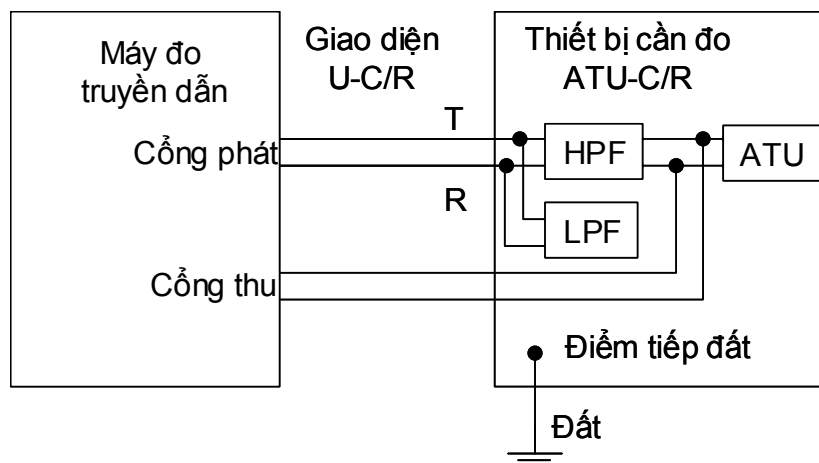 Máy đo
truyền dẫn
Giao diện
U-C/R
Thiết bị cần đo
ATU-C/R
T
Cổng phát
HPF
ATU
R
LPF
Cổng thu
Điểm tiếp đất
Đất